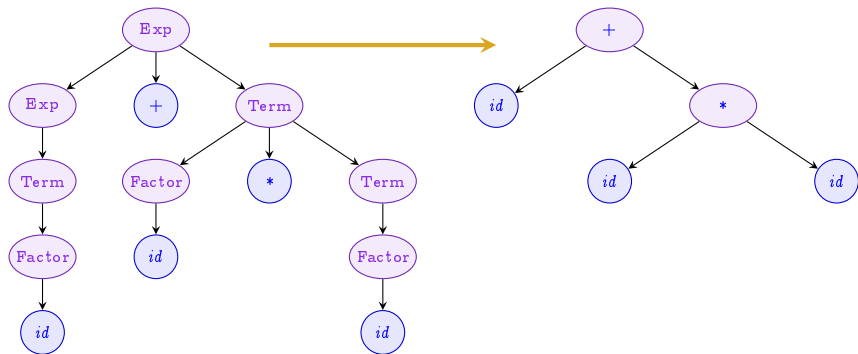 Exp +
Exp + Term id *
Term Factor * Term id id
Factor id Factor
id id